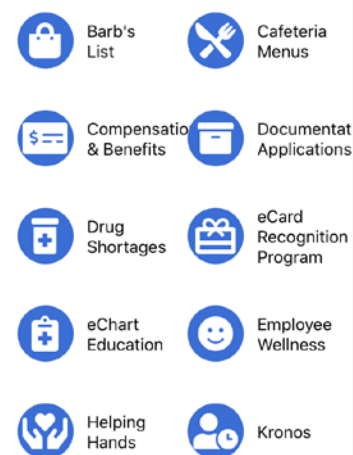 Barb's
List
Cafeteria
Menus
Compensatio
& Benefits
Documentat
Applications
Drug
Shortages
eCard
Recognition
Program
eChart
Education
Employee
Wellness
Helping
Hands
Kronos